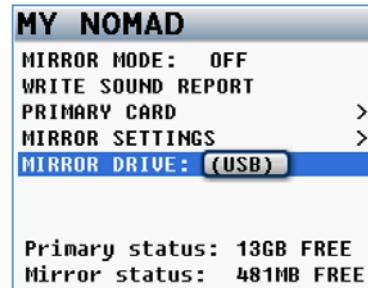 MY NOMAD
MIRROR MODE: OFF
WRITE SOUND REPORT
PRIMARY CARD >
MIRROR SETTINGS >
MIRROR DRIVE: (USB)
Primary status: 13GB FREE
Mirror status: 481MB FREE